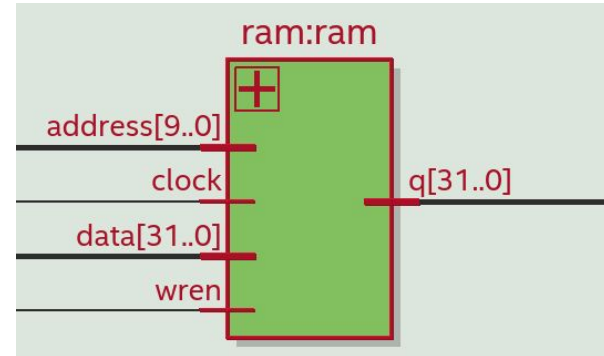 ram:ram
address[9..0]
clock
data[31..0]
wren
q[31..0]